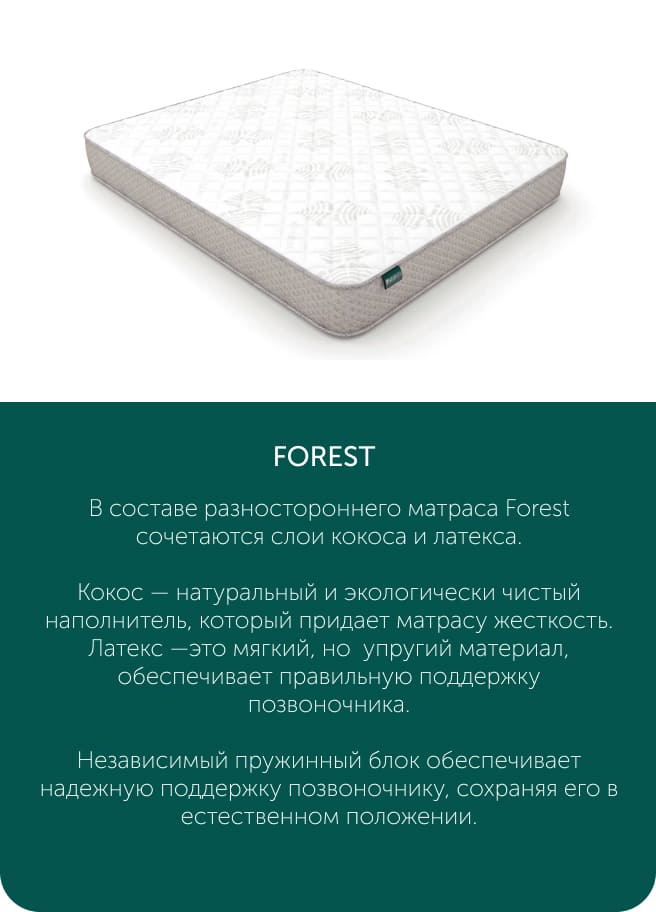 FOREST
В составе разностороннего матраса Forest
сочетаются слои кокоса и латекса.
Кокос — натуральный и экологически чистый
наполнитель, который придает матрасу жесткость.
Латекс —это мягкий, но  упругий материал,
обеспечивает правильную поддержку
позвоночника.
Независимый пружинный блок обеспечивает
надежную поддержку позвоночнику, сохраняя его в
естественном положении.